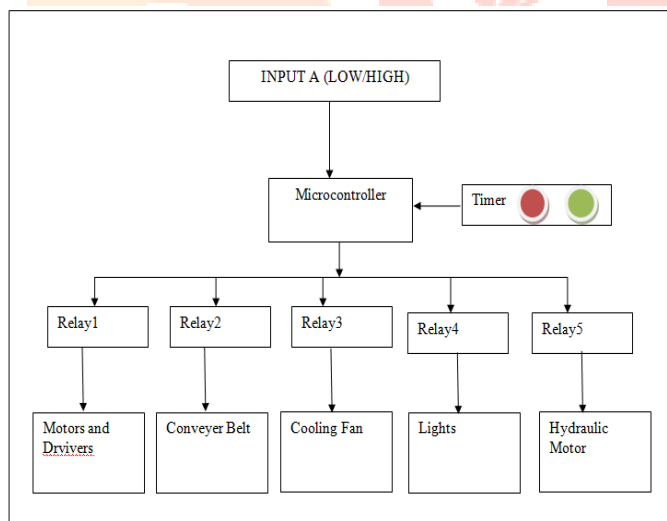 INPUT A (LOW/HIGH)
Microcontroller
Timer
Relay1
Relay2
Relay3
Relay4
Relay5
Motors and
Drvivers
Conveyer Belt
Cooling Fan
Lights
Hydraulic
Motor